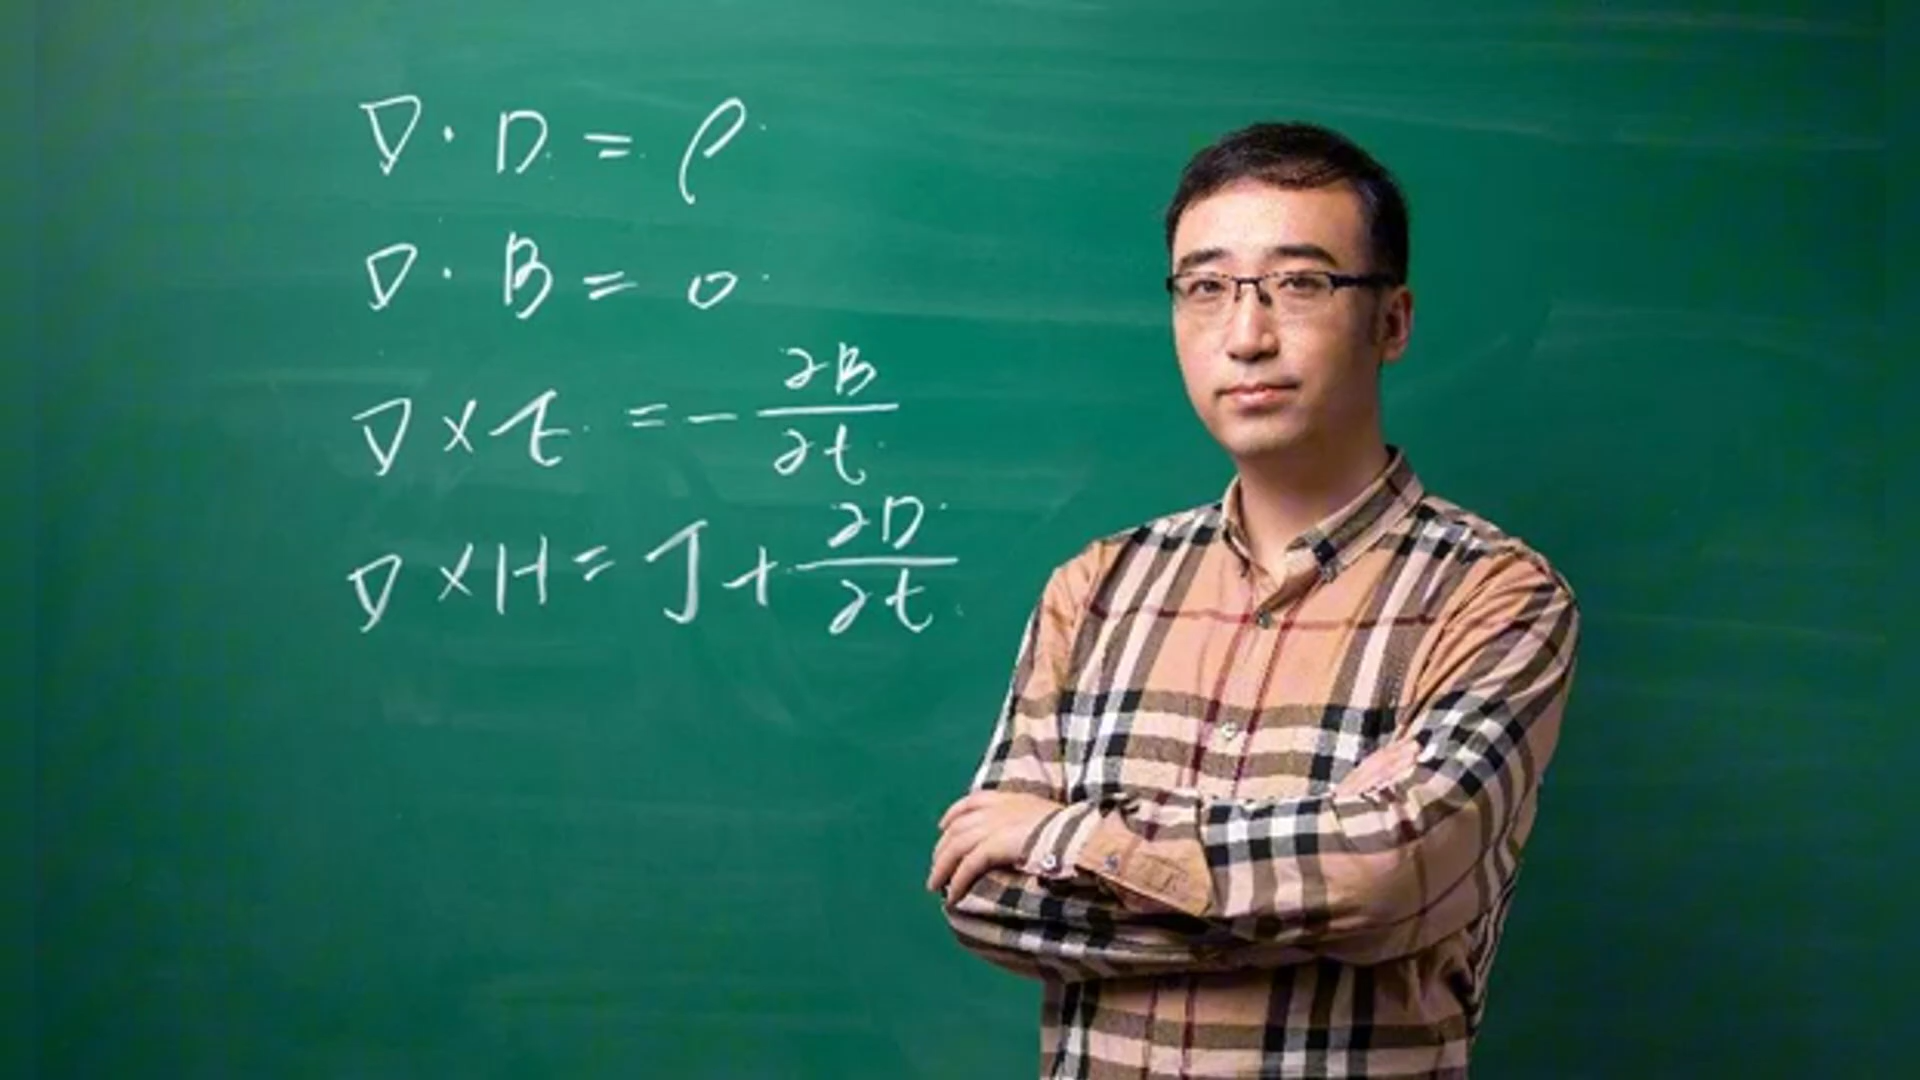 ∇ · D = ρ
∇ · B = 0
∇ × E = - ∂B/∂t
∇ × H = J + ∂D/∂t